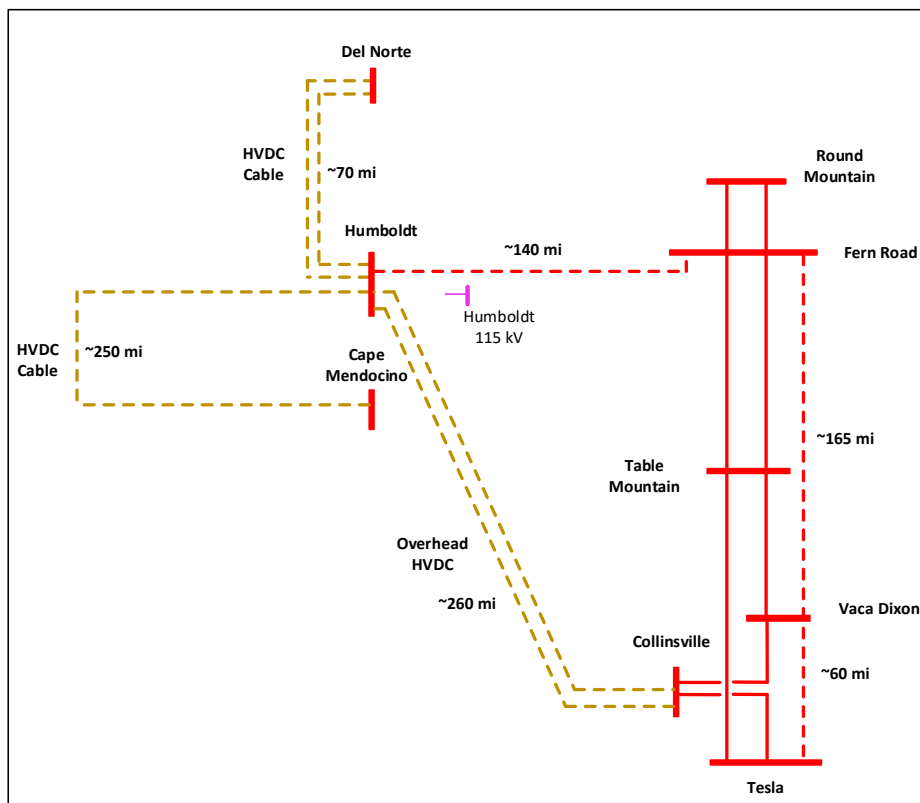 Del Norte
HVDC
Cable
~70 mi
Round
Mountain
Humboldt
~140 mi
Fern Road
Humboldt
115 kV
HVDC
Cable
~250 mi
Cape
Mendocino
~165 mi
Table
Mountain
Overhead
HVDC
~260 mi
Vaca Dixon
Collinsville
~60 mi
Tesla